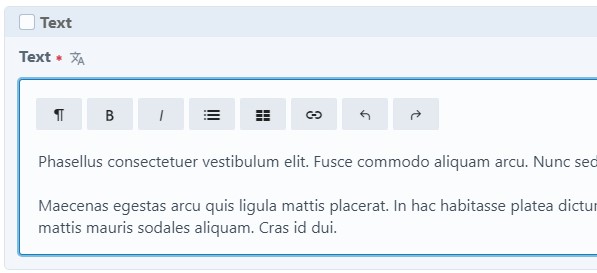 Text
Text *
¶ B I
Phasellus consectetuer vestibulum elit. Fusce commodo aliquam arcu. Nunc sed
Maecenas egestas arcu quis ligula mattis placerat. In hac habitasse platea dictur
mattis mauris sodales aliquam. Cras id dui.